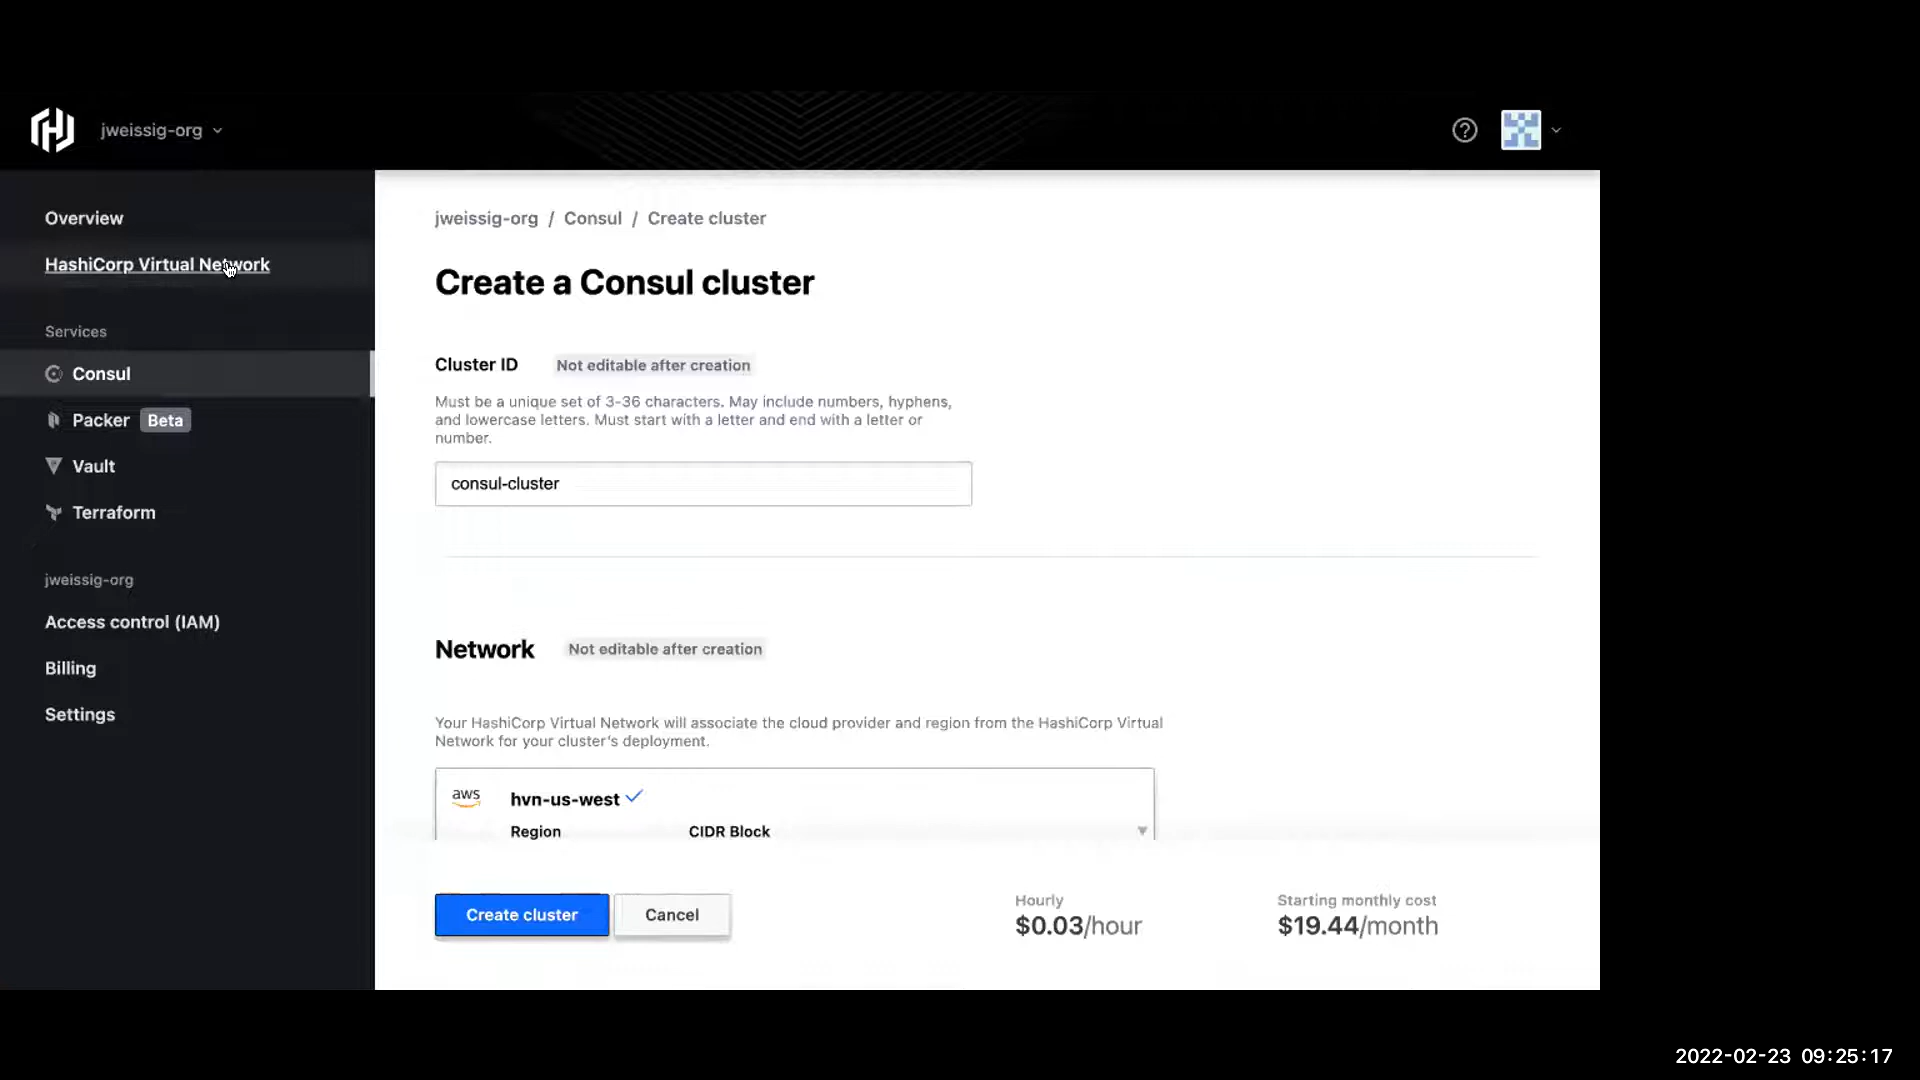 jweissig-org
Overview
HashiCorp Virtual Network
Services
Consul
Packer Beta
Vault
Terraform
jweissig-org
Access control (IAM)
Billing
Settings
jweissig-org / Consul / Create cluster
Create a Consul cluster
Cluster ID Not editable after creation
Must be a unique set of 3-36 characters. May include numbers, hyphens,
and lowercase letters. Must start with a letter and end with a letter or
number.
consul-cluster
Network Not editable after creation
Your HashiCorp Virtual Network will associate the cloud provider and region from the HashiCorp Virtual
Network for your cluster's deployment.
aws hvn-us-west
Region CIDR Block
Create cluster Cancel
Hourly Starting monthly cost
$0.03/hour $19.44/month
2022-02-23 09:25:17